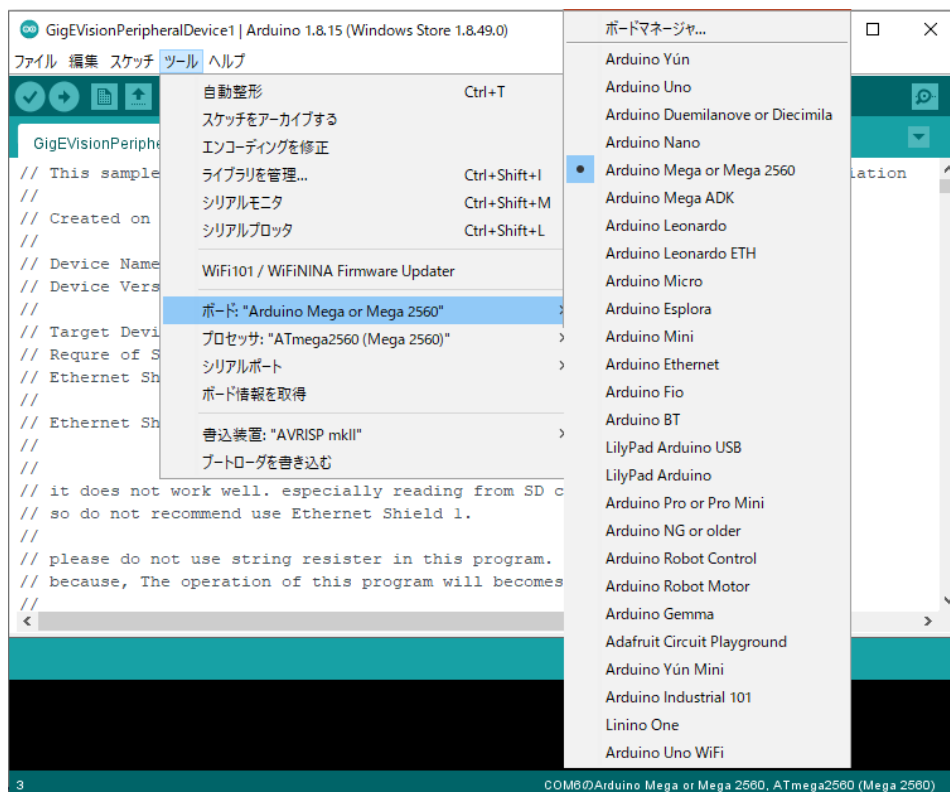 GigEVisionPeripheralDevice1 | Arduino 1.8.15 (Windows Store 1.8.49.0)
ファイル 編集 スケッチ ツール ヘルプ
GigEVisionPeriphe
// This sample
iation
//
// Created on
//
// Device Name
// Device Vers
//
// Target Devi
// Requre of S
// Ethernet Sh
//
// Ethernet Sh
//
//
// it does not work well. especially reading from SD c
// so do not recommend use Ethernet Shield 1.
//
// please do not use string resister in this program.
// because, The operation of this program will becomes
//
自動整形 Ctrl+T
スケッチをアーカイブする
エンコーディングを修正
ライブラリを管理... Ctrl+Shift+I
シリアルモニタ Ctrl+Shift+M
シリアルプロッタ Ctrl+Shift+L
WiFi101 / WiFiNINA Firmware Updater
ボード: "Arduino Mega or Mega 2560"
プロセッサ: "ATmega2560 (Mega 2560)"
シリアルポート
ボード情報を取得
書込装置: "AVRISP mkII"
ブートローダを書き込む
ボードマネージャ...
Arduino Yún
Arduino Uno
Arduino Duemilanove or Diecimila
Arduino Nano
Arduino Mega or Mega 2560
Arduino Mega ADK
Arduino Leonardo
Arduino Leonardo ETH
Arduino Micro
Arduino Esplora
Arduino Mini
Arduino Ethernet
Arduino Fio
Arduino BT
LilyPad Arduino USB
LilyPad Arduino
Arduino Pro or Pro Mini
Arduino NG or older
Arduino Robot Control
Arduino Robot Motor
Arduino Gemma
Adafruit Circuit Playground
Arduino Yún Mini
Arduino Industrial 101
Linino One
Arduino Uno WiFi
3
COM6のArduino Mega or Mega 2560, ATmega2560 (Mega 2560)